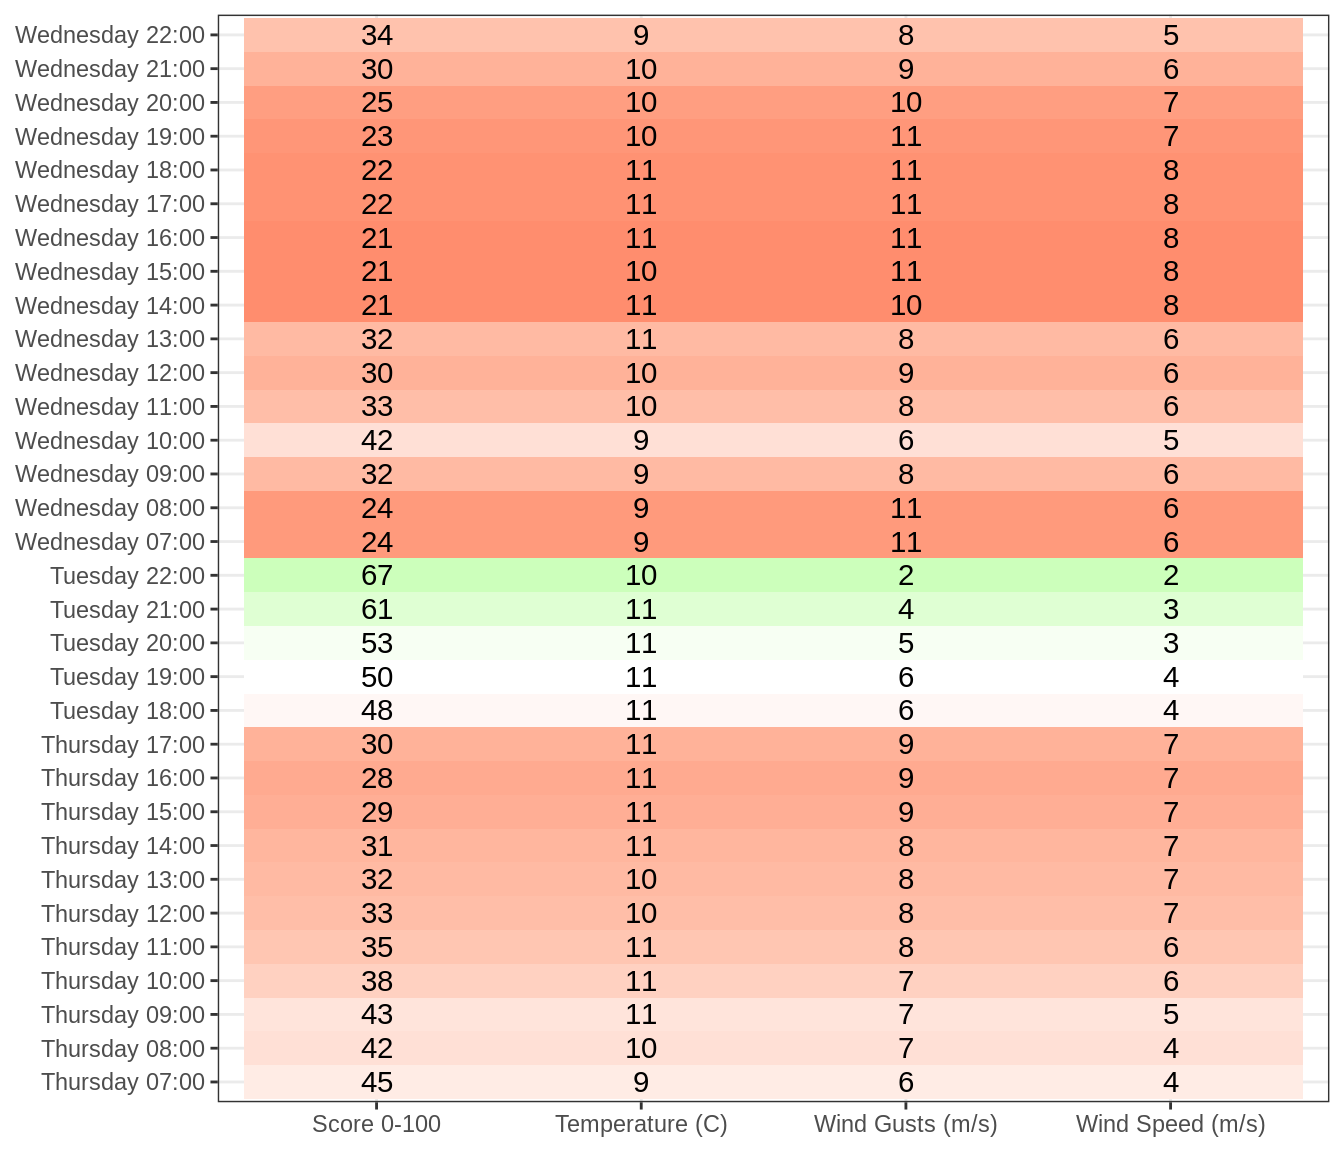 Wednesday 22:00 34 9 8 5
Wednesday 21:00 30 10 9 6
Wednesday 20:00 25 10 10 7
Wednesday 19:00 23 10 11 7
Wednesday 18:00 22 11 11 8
Wednesday 17:00 22 11 11 8
Wednesday 16:00 21 11 11 8
Wednesday 15:00 21 10 11 8
Wednesday 14:00 21 11 10 8
Wednesday 13:00 32 11 8 6
Wednesday 12:00 30 10 9 6
Wednesday 11:00 33 10 8 6
Wednesday 10:00 42 9 6 5
Wednesday 09:00 32 9 8 6
Wednesday 08:00 24 9 11 6
Wednesday 07:00 24 9 11 6
Tuesday 22:00 67 10 2 2
Tuesday 21:00 61 11 4 3
Tuesday 20:00 53 11 5 3
Tuesday 19:00 50 11 6 4
Tuesday 18:00 48 11 6 4
Thursday 17:00 30 11 9 7
Thursday 16:00 28 11 9 7
Thursday 15:00 29 11 9 7
Thursday 14:00 31 11 8 7
Thursday 13:00 32 10 8 7
Thursday 12:00 33 10 8 7
Thursday 11:00 35 11 8 6
Thursday 10:00 38 11 7 6
Thursday 09:00 43 11 7 5
Thursday 08:00 42 10 7 4
Thursday 07:00 45 9 6 4
Score 0-100 Temperature (C) Wind Gusts (m/s) Wind Speed (m/s)